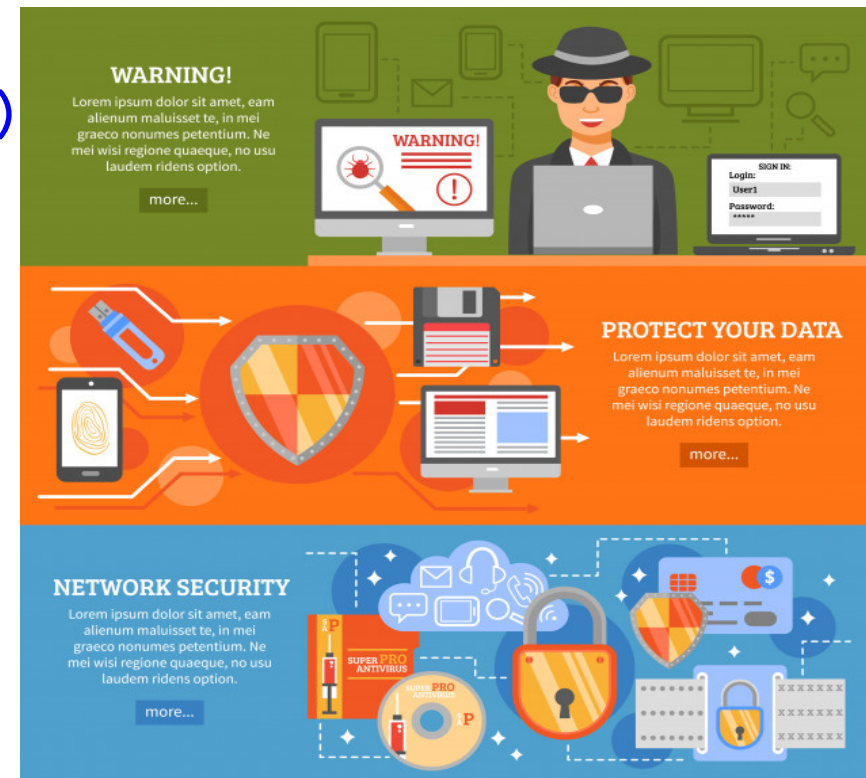 WARNING!
Lorem ipsum dolor sit amet, eam
alienum maluisset te, in mei
graeco nonumes petentium. Ne
mei wisi regione quaeque, no usu
laudem ridens option.
more...
WARNING!
!
SIGN IN:
Login:
User1
Password:
*****
PROTECT YOUR DATA
Lorem ipsum dolor sit amet, eam
alienum maluisset te, in mei
graeco nonumes petentium. Ne
mei wisi regione quaeque, no usu
laudem ridens option.
more...
NETWORK SECURITY
Lorem ipsum dolor sit amet, eam
alienum maluisset te, in mei
graeco nonumes petentium. Ne
mei wisi regione quaeque, no usu
laudem ridens option.
more...
SUPER PRO
ANTIVIRUS
SUPER PRO
ANTIVIRUS
$
xxxxxxx
xxxxxxx
xxxxxxx